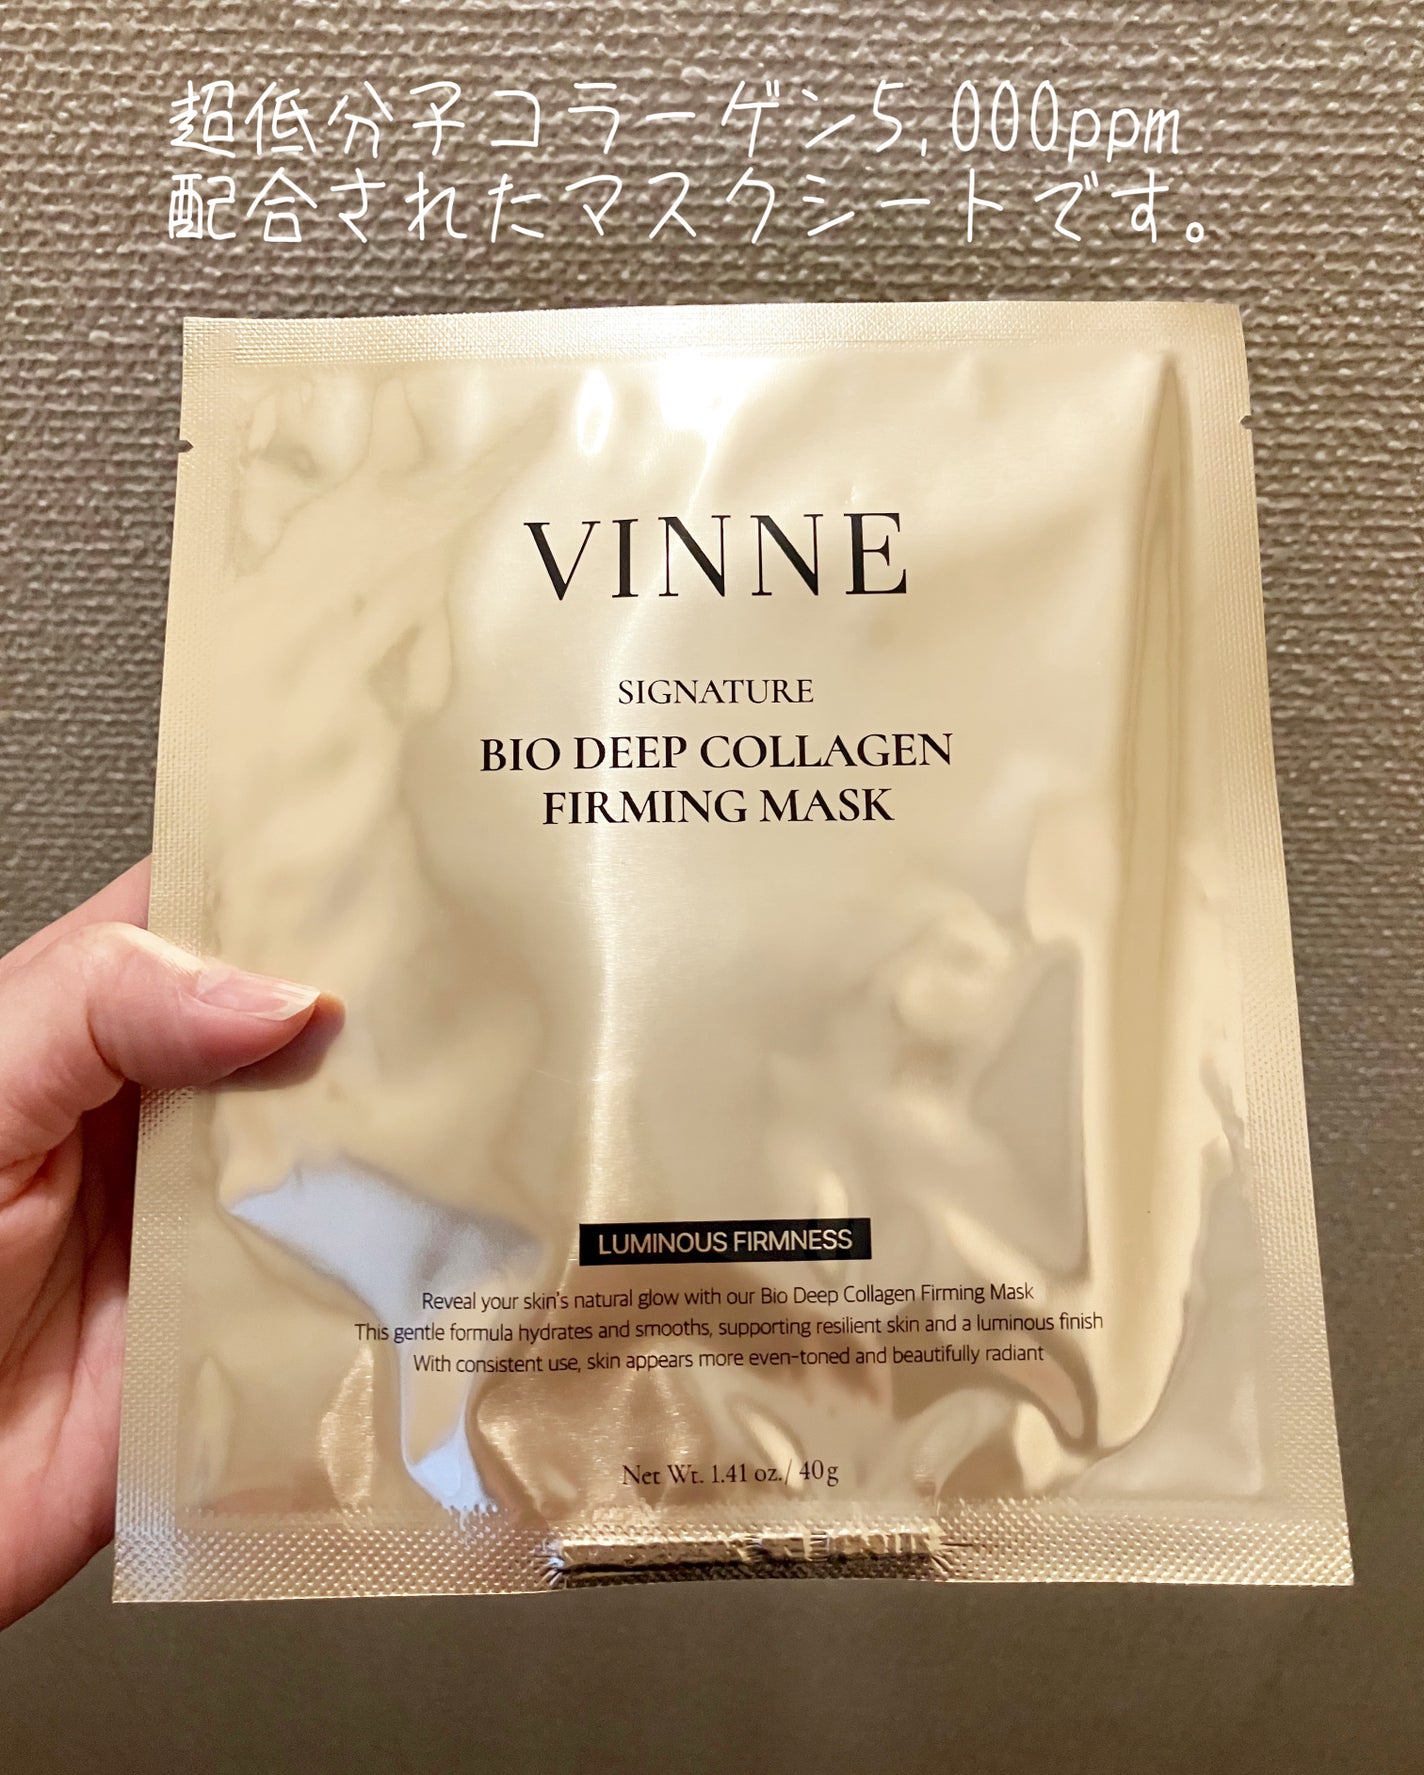 超低分子コラーゲン5,000ppm
配合されたマスクシートです。
VINNE
SIGNATURE
BIO DEEP COLLAGEN
FIRMING MASK
LUMINOUS FIRMNESS
Reveal your skin's natural glow with our Bio Deep Collagen Firming Mask
This gentle formula hydrates and smooths, supporting resilient skin and a luminous finish
With consistent use, skin appears more even-toned and beautifully radiant
Net Wt. 1.41 oz./ 40g